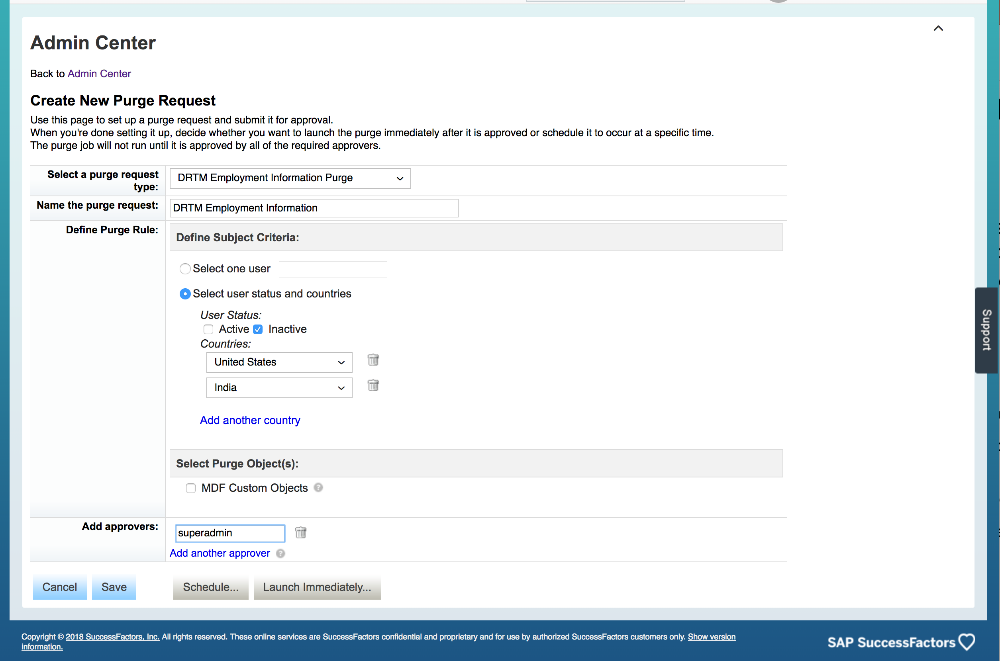 Admin Center
Back to Admin Center
Create New Purge Request
Use this page to set up a purge request and submit it for approval.
When you're done setting it up, decide whether you want to launch the purge immediately after it is approved or schedule it to occur at a specific time.
The purge job will not run until it is approved by all of the required approvers.
Select a purge request
type:
DRTM Employment Information Purge
Name the purge request:
DRTM Employment Information
Define Purge Rule:
Define Subject Criteria:
Select one user
Select user status and countries
User Status:
Active Inactive
Countries:
United States
India
Add another country
Select Purge Object(s):
MDF Custom Objects ?
Add approvers:
superadmin
Add another approver ?
Cancel Save Schedule... Launch Immediately...
Support
Copyright © 2018 SuccessFactors, Inc. All rights reserved. These online services are SuccessFactors confidential and proprietary and for use by authorized SuccessFactors customers only. Show version
information.
SAP SuccessFactors